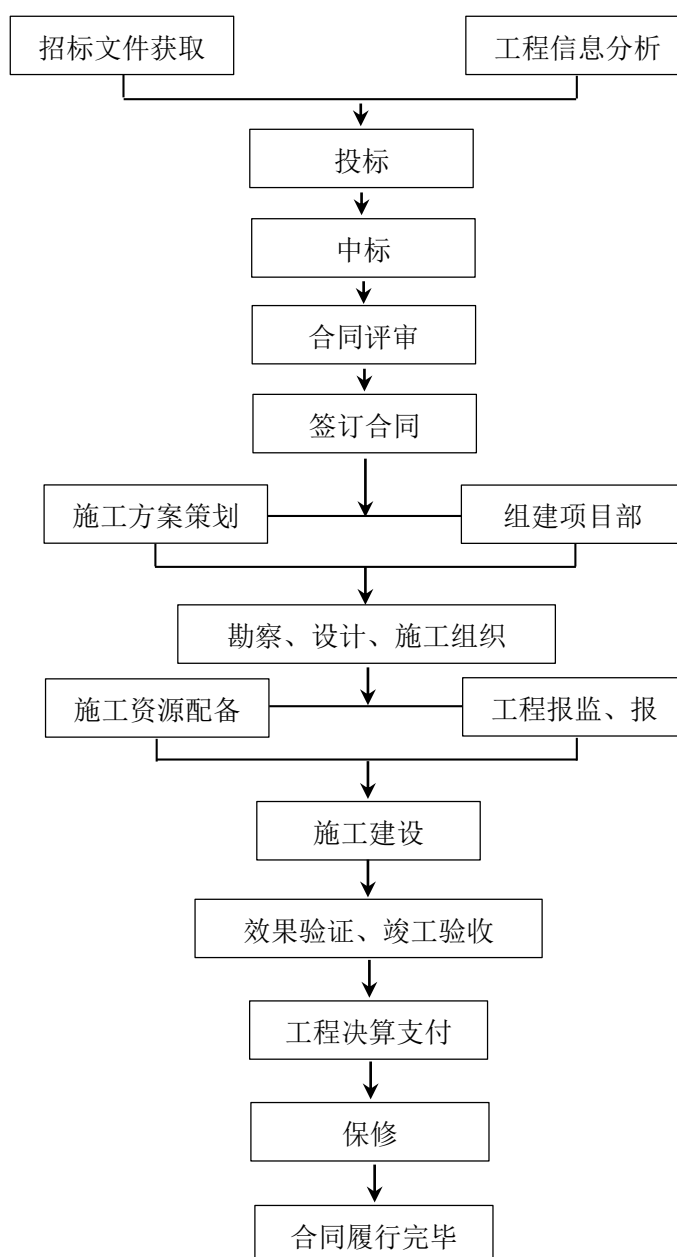 招标文件获取
工程信息分析
投标
中标
合同评审
签订合同
施工方案策划
组建项目部
勘察、设计、施工组织
施工资源配备
工程报监、报
施工建设
效果验证、竣工验收
工程决算支付
保修
合同履行完毕